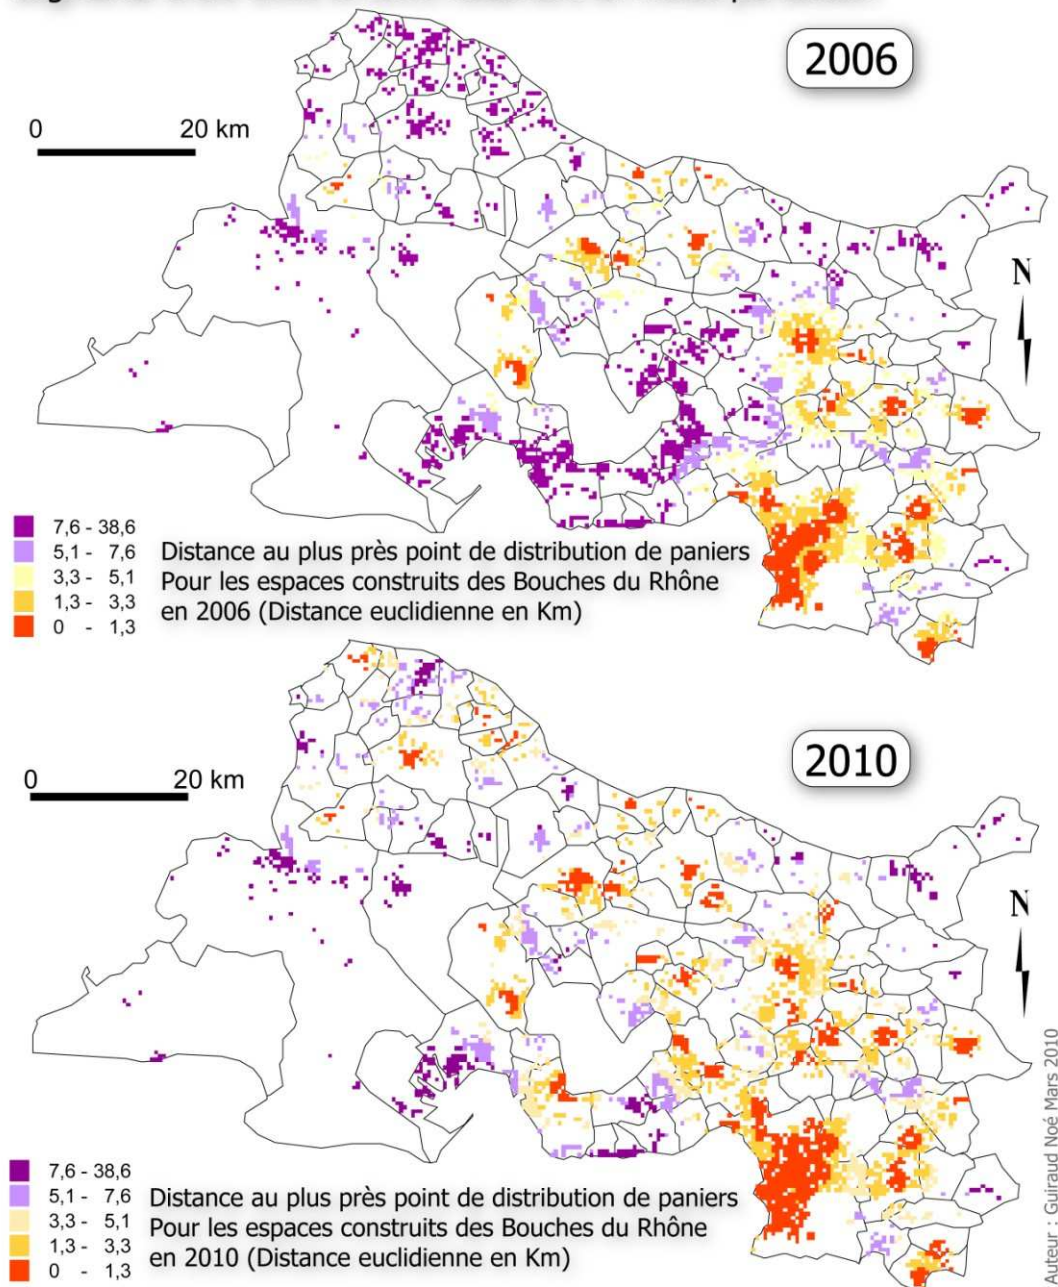 2006
0 20 km
N
7,6 - 38,6
5,1 - 7,6
3,3 - 5,1
1,3 - 3,3
0 - 1,3
Distance au plus près point de distribution de paniers
Pour les espaces construits des Bouches du Rhône
en 2006 (Distance euclidienne en Km)
2010
0 20 km
N
7,6 - 38,6
5,1 - 7,6
3,3 - 5,1
1,3 - 3,3
0 - 1,3
Distance au plus près point de distribution de paniers
Pour les espaces construits des Bouches du Rhône
en 2010 (Distance euclidienne en Km)
Auteur : Guiraud Noé Mars 2010